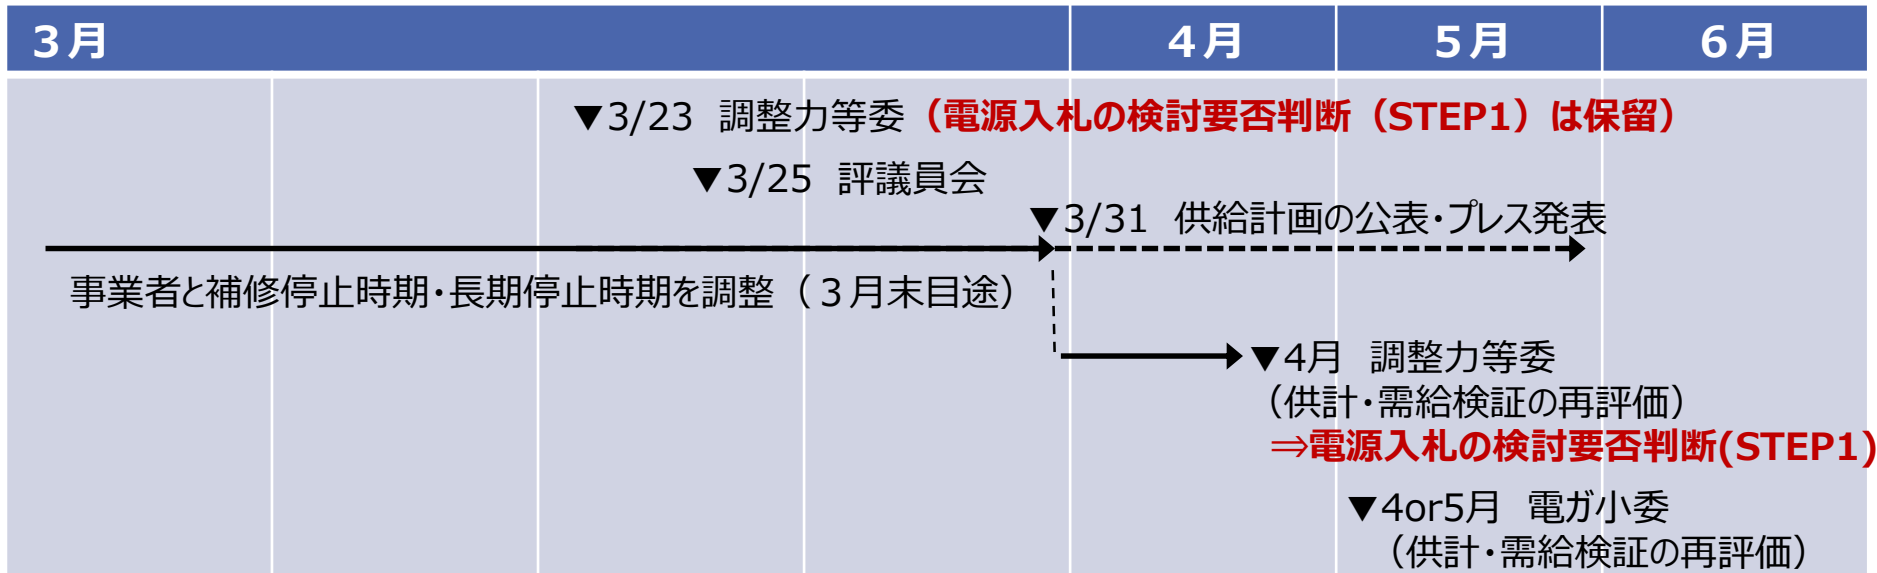 3月 4月 5月 6月
▼3/23 調整力等委（電源入札の検討要否判断（STEP1）は保留）
▼3/25 評議員会
▼3/31 供給計画の公表・プレス発表
事業者と補修停止時期・長期停止時期を調整（３月末目途）
▼4月 調整力等委
（供計・需給検証の再評価）
⇒電源入札の検討要否判断(STEP1)
▼4or5月 電ガ小委
（供計・需給検証の再評価）